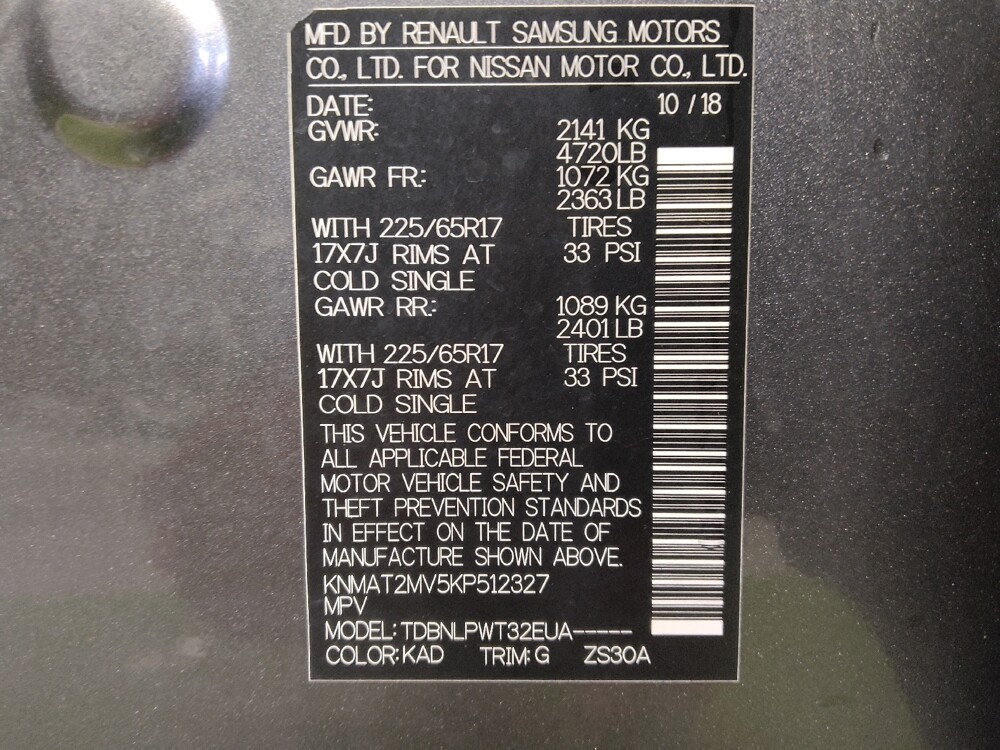 MFD BY RENAULT SAMSUNG MOTORS
CO., LTD. FOR NISSAN MOTOR CO., LTD.
DATE: 10 / 18
GVWR: 2141 KG
4720LB
GAWR FR.: 1072 KG
2363 LB
WITH 225/65R17 TIRES
17X7J RIMS AT 33 PSI
COLD SINGLE
GAWR RR.: 1089 KG
2401 LB
WITH 225/65R17 TIRES
17X7J RIMS AT 33 PSI
COLD SINGLE
THIS VEHICLE CONFORMS TO
ALL APPLICABLE FEDERAL
MOTOR VEHICLE SAFETY AND
THEFT PREVENTION STANDARDS
IN EFFECT ON THE DATE OF
MANUFACTURE SHOWN ABOVE.
KNMAT2MV5KP512327
MPV
MODEL: TDBNLPWT32EUA-----
COLOR: KAD TRIM: G ZS30A